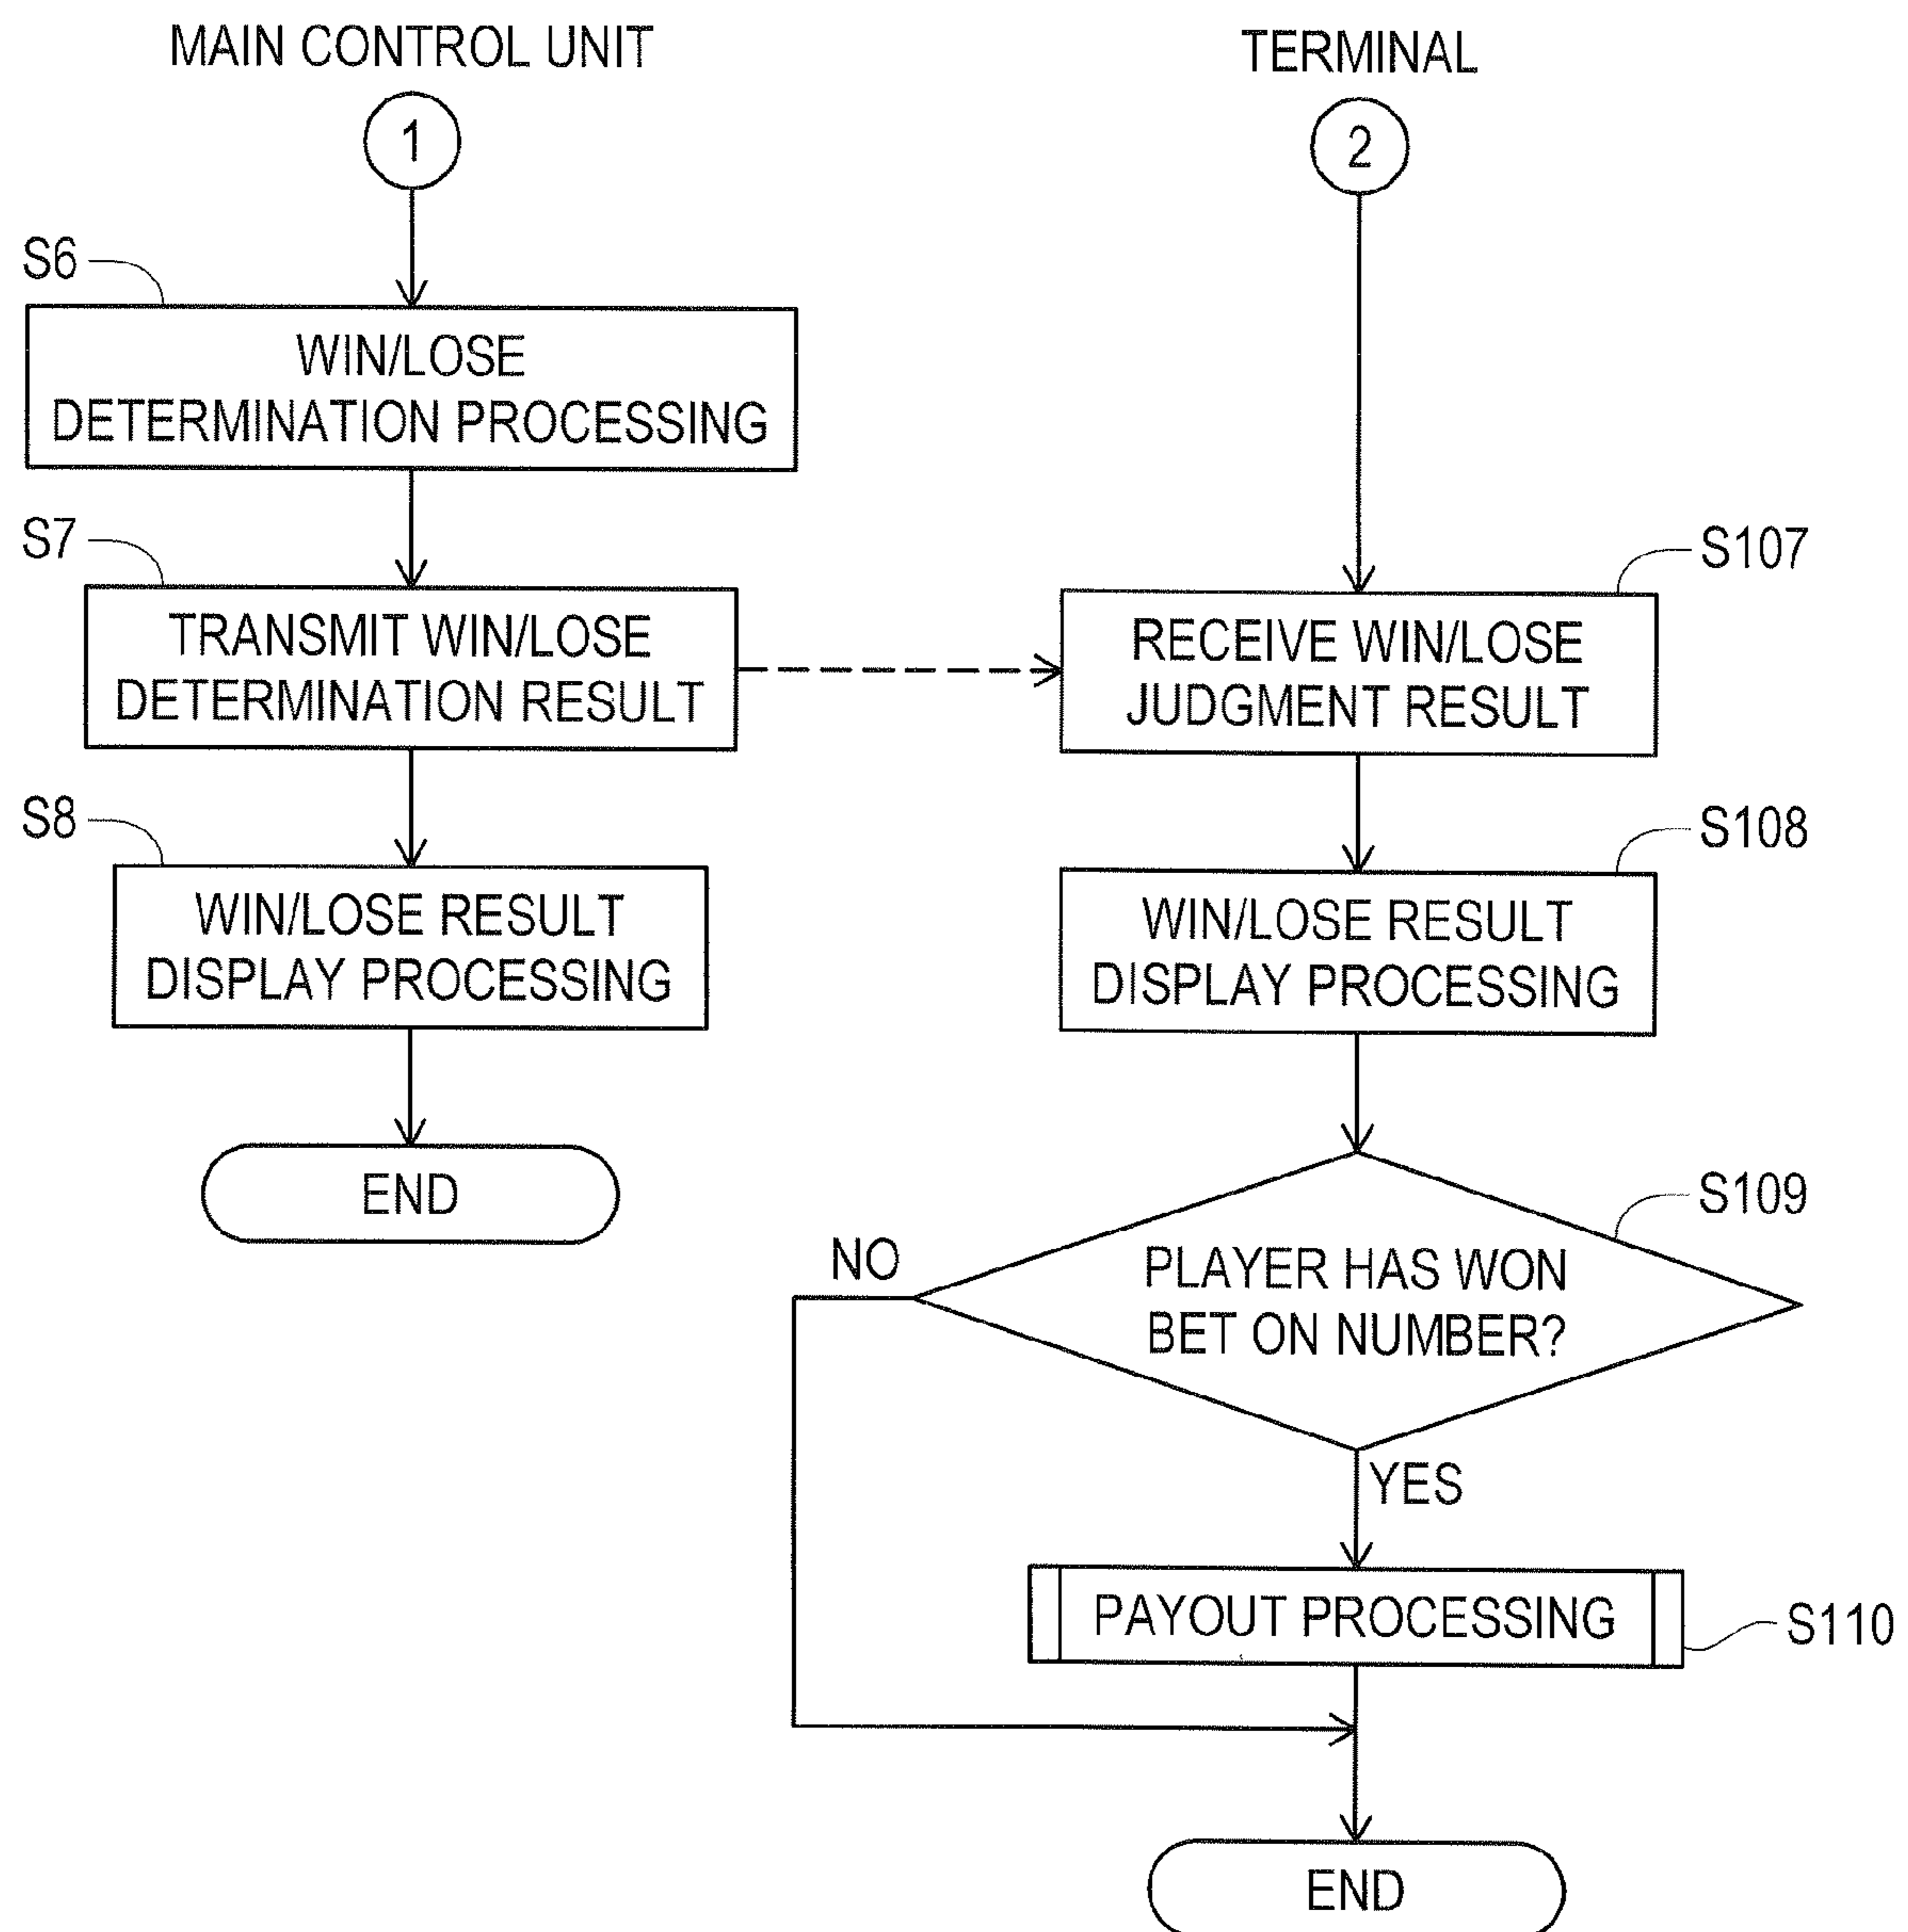 MAIN CONTROL UNIT
1
S6
WIN/LOSE
DETERMINATION PROCESSING
S7
TRANSMIT WIN/LOSE
DETERMINATION RESULT
S8
WIN/LOSE RESULT
DISPLAY PROCESSING
END
TERMINAL
2
S107
RECEIVE WIN/LOSE
JUDGMENT RESULT
S108
WIN/LOSE RESULT
DISPLAY PROCESSING
S109
PLAYER HAS WON
BET ON NUMBER?
NO
YES
PAYOUT PROCESSING
S110
END